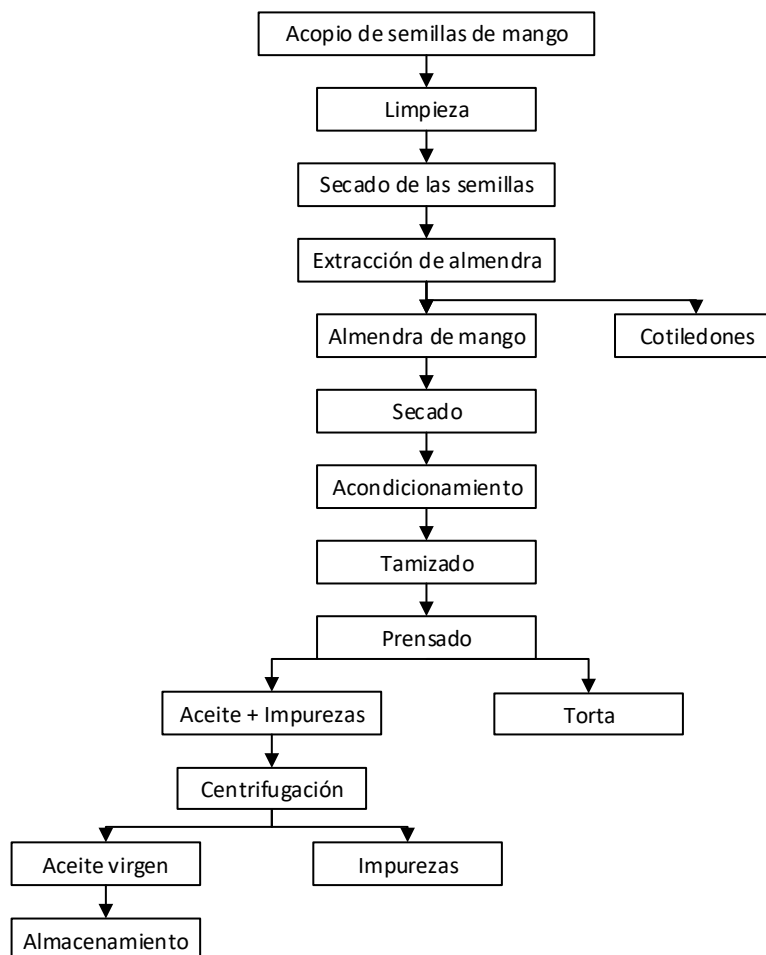 Acopio de semillas de mango
Limpieza
Secado de las semillas
Extracción de almendra
Almendra de mango
Cotiledones
Secado
Acondicionamiento
Tamizado
Prensado
Aceite + Impurezas
Torta
Centrifugación
Aceite virgen
Impurezas
Almacenamiento